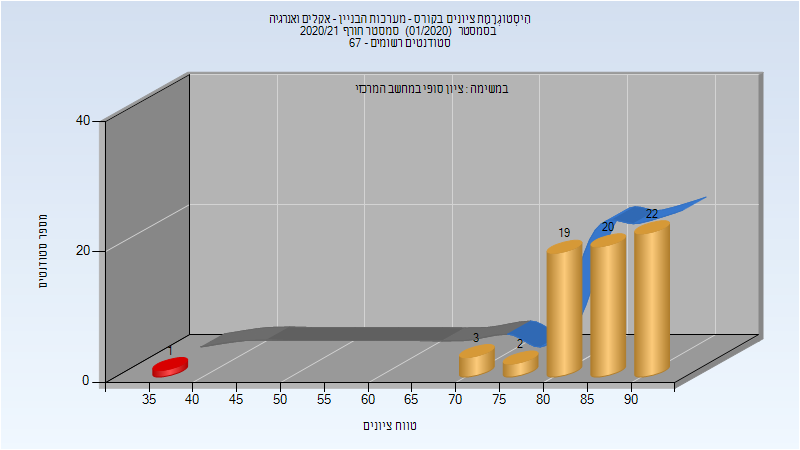 הִיסְטוֹגְרָמַת ציונים בקורס - מערכות הבניין - אקלים ואנרגיה
בסמסטר (01/2020) סמסטר חורף 2020/21
סטודנטים רשומים - 67
במשימה : ציון סופי במחשב המרכזי
מספר סטודנטים
40
20
0
1
3
2
19
20
22
35 40 45 50 55 60 65 70 75 80 85 90
טווח ציונים